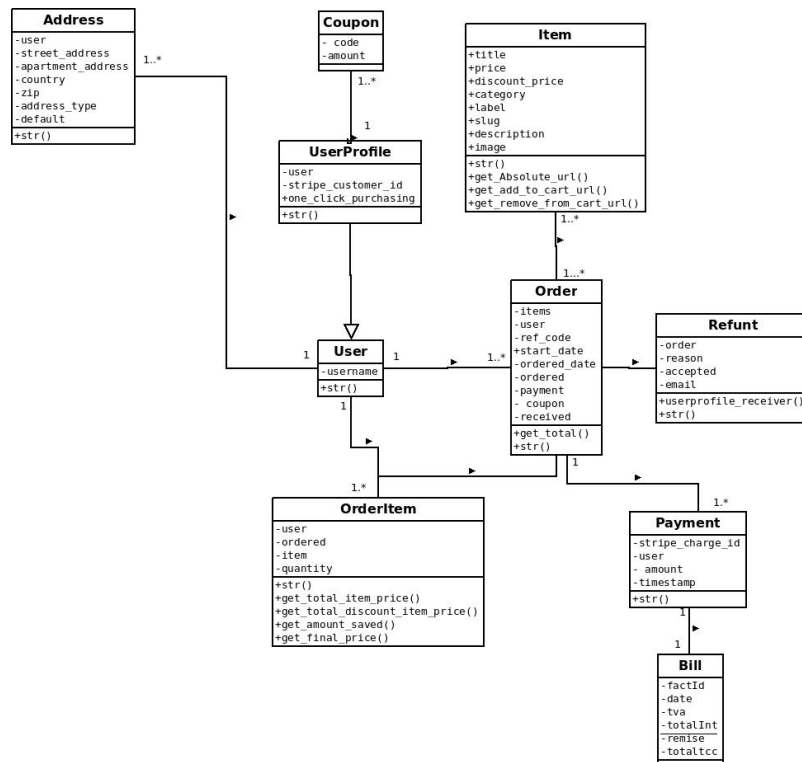 Address
-user
-street_address
-apartment_address
-country
-zip
-address_type
-default
+str()
1..*
Coupon
- code
-amount
1..*
1
UserProfile
-user
-stripe_customer_id
+one_click_purchasing
+str()
Item
+title
+price
+discount_price
+category
+label
+slug
+description
+image
+str()
+get_Absolute_url()
+get_add_to_cart_url()
+get_remove_from_cart_url()
1..*
1...*
Order
-items
-user
-ref_code
+start_date
-ordered_date
-ordered
-payment
- coupon
-received
+get_total()
+str()
1
Refunt
-order
-reason
-accepted
-email
+userprofile_receiver()
+str()
1
User
-username
+str()
1
1..*
1
1.*
OrderItem
-user
-ordered
-item
-quantity
+str()
+get_total_item_price()
+get_total_discount_item_price()
+get_amount_saved()
+get_final_price()
1.*
Payment
-stripe_charge_id
-user
- amount
-timestamp
+str()
1
1
Bill
-factId
-date
-tva
-totalInt
-remise
-totaltcc